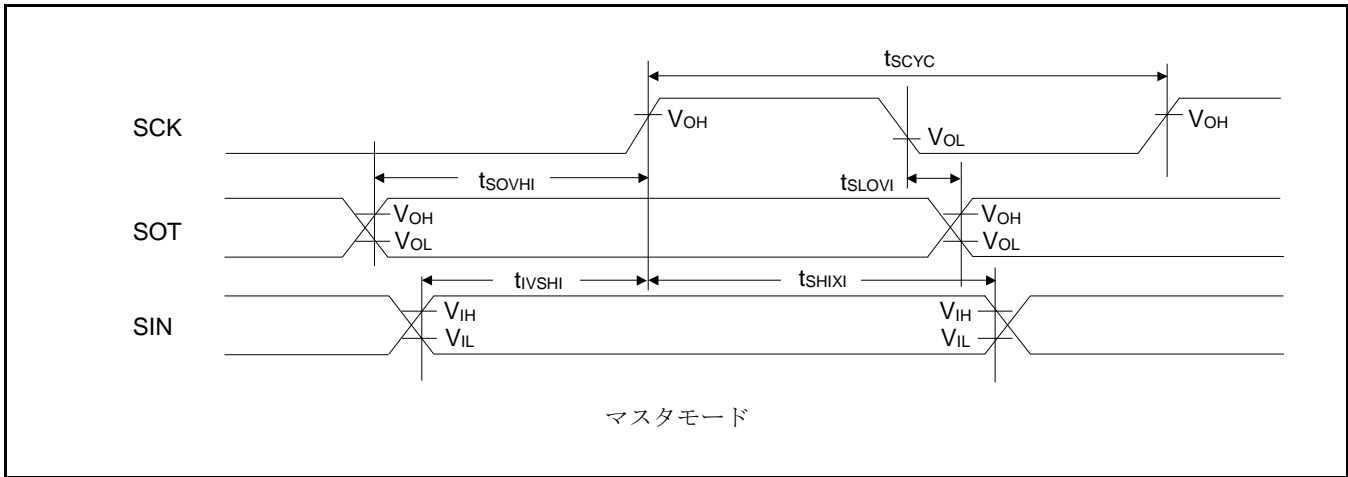 tSCYC
SCK
VOH
VOL
VOH
tSOVHI
tSLOVI
SOT
VOH
VOL
VOH
VOL
tIVSHI
tSHIXI
SIN
VIH
VIL
VIH
VIL
マスタモード